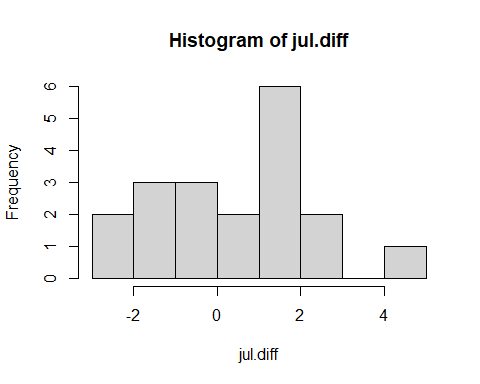 Histogram of jul.diff
Frequency
0 1 2 3 4 5 6
-2 0 2 4
jul.diff